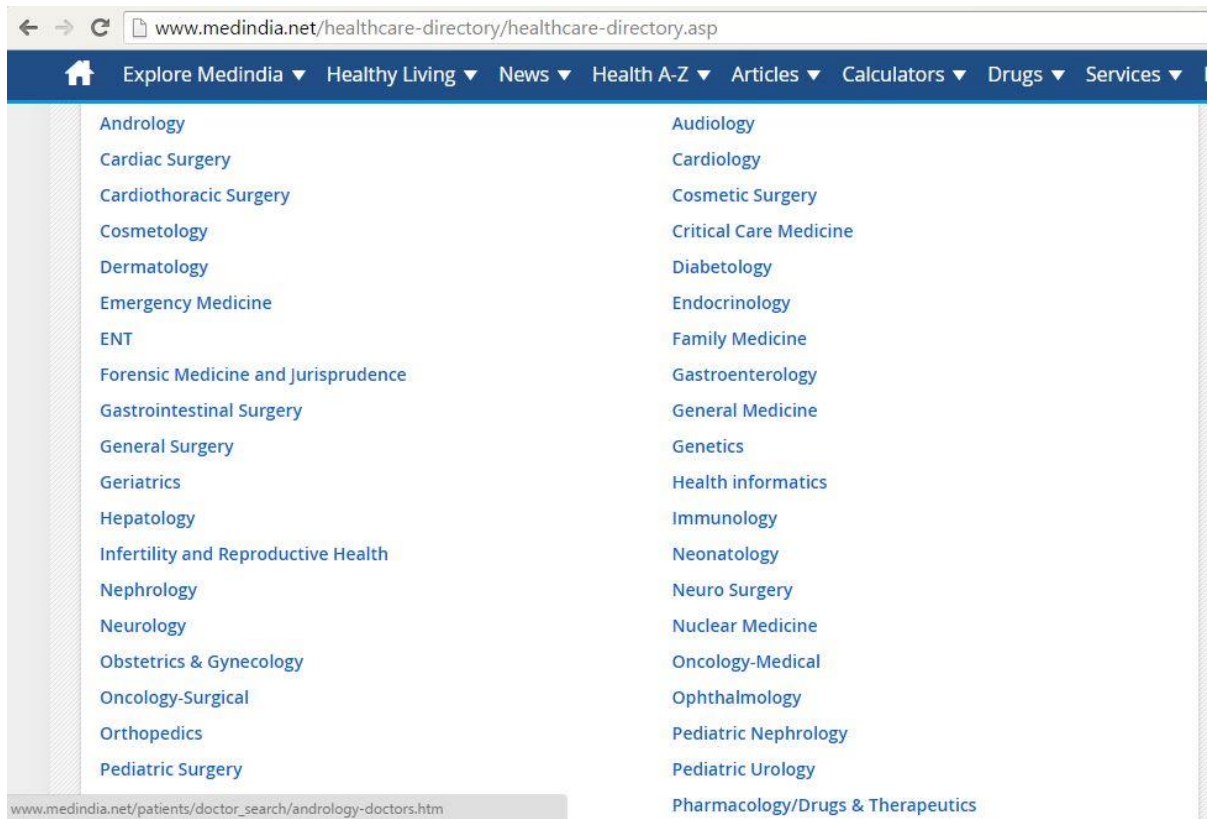 www.medindia.net/healthcare-directory/healthcare-directory.asp
Explore Medindia ▼ Healthy Living ▼ News ▼ Health A-Z ▼ Articles ▼ Calculators ▼ Drugs ▼ Services ▼
Andrology Audiology
Cardiac Surgery Cardiology
Cardiothoracic Surgery Cosmetic Surgery
Cosmetology Critical Care Medicine
Dermatology Diabetology
Emergency Medicine Endocrinology
ENT Family Medicine
Forensic Medicine and Jurisprudence Gastroenterology
Gastrointestinal Surgery General Medicine
General Surgery Genetics
Geriatrics Health informatics
Hepatology Immunology
Infertility and Reproductive Health Neonatology
Nephrology Neuro Surgery
Neurology Nuclear Medicine
Obstetrics & Gynecology Oncology-Medical
Oncology-Surgical Ophthalmology
Orthopedics Pediatric Nephrology
Pediatric Surgery Pediatric Urology
www.medindia.net/patients/doctor_search/andrology-doctors.htm Pharmacology/Drugs & Therapeutics